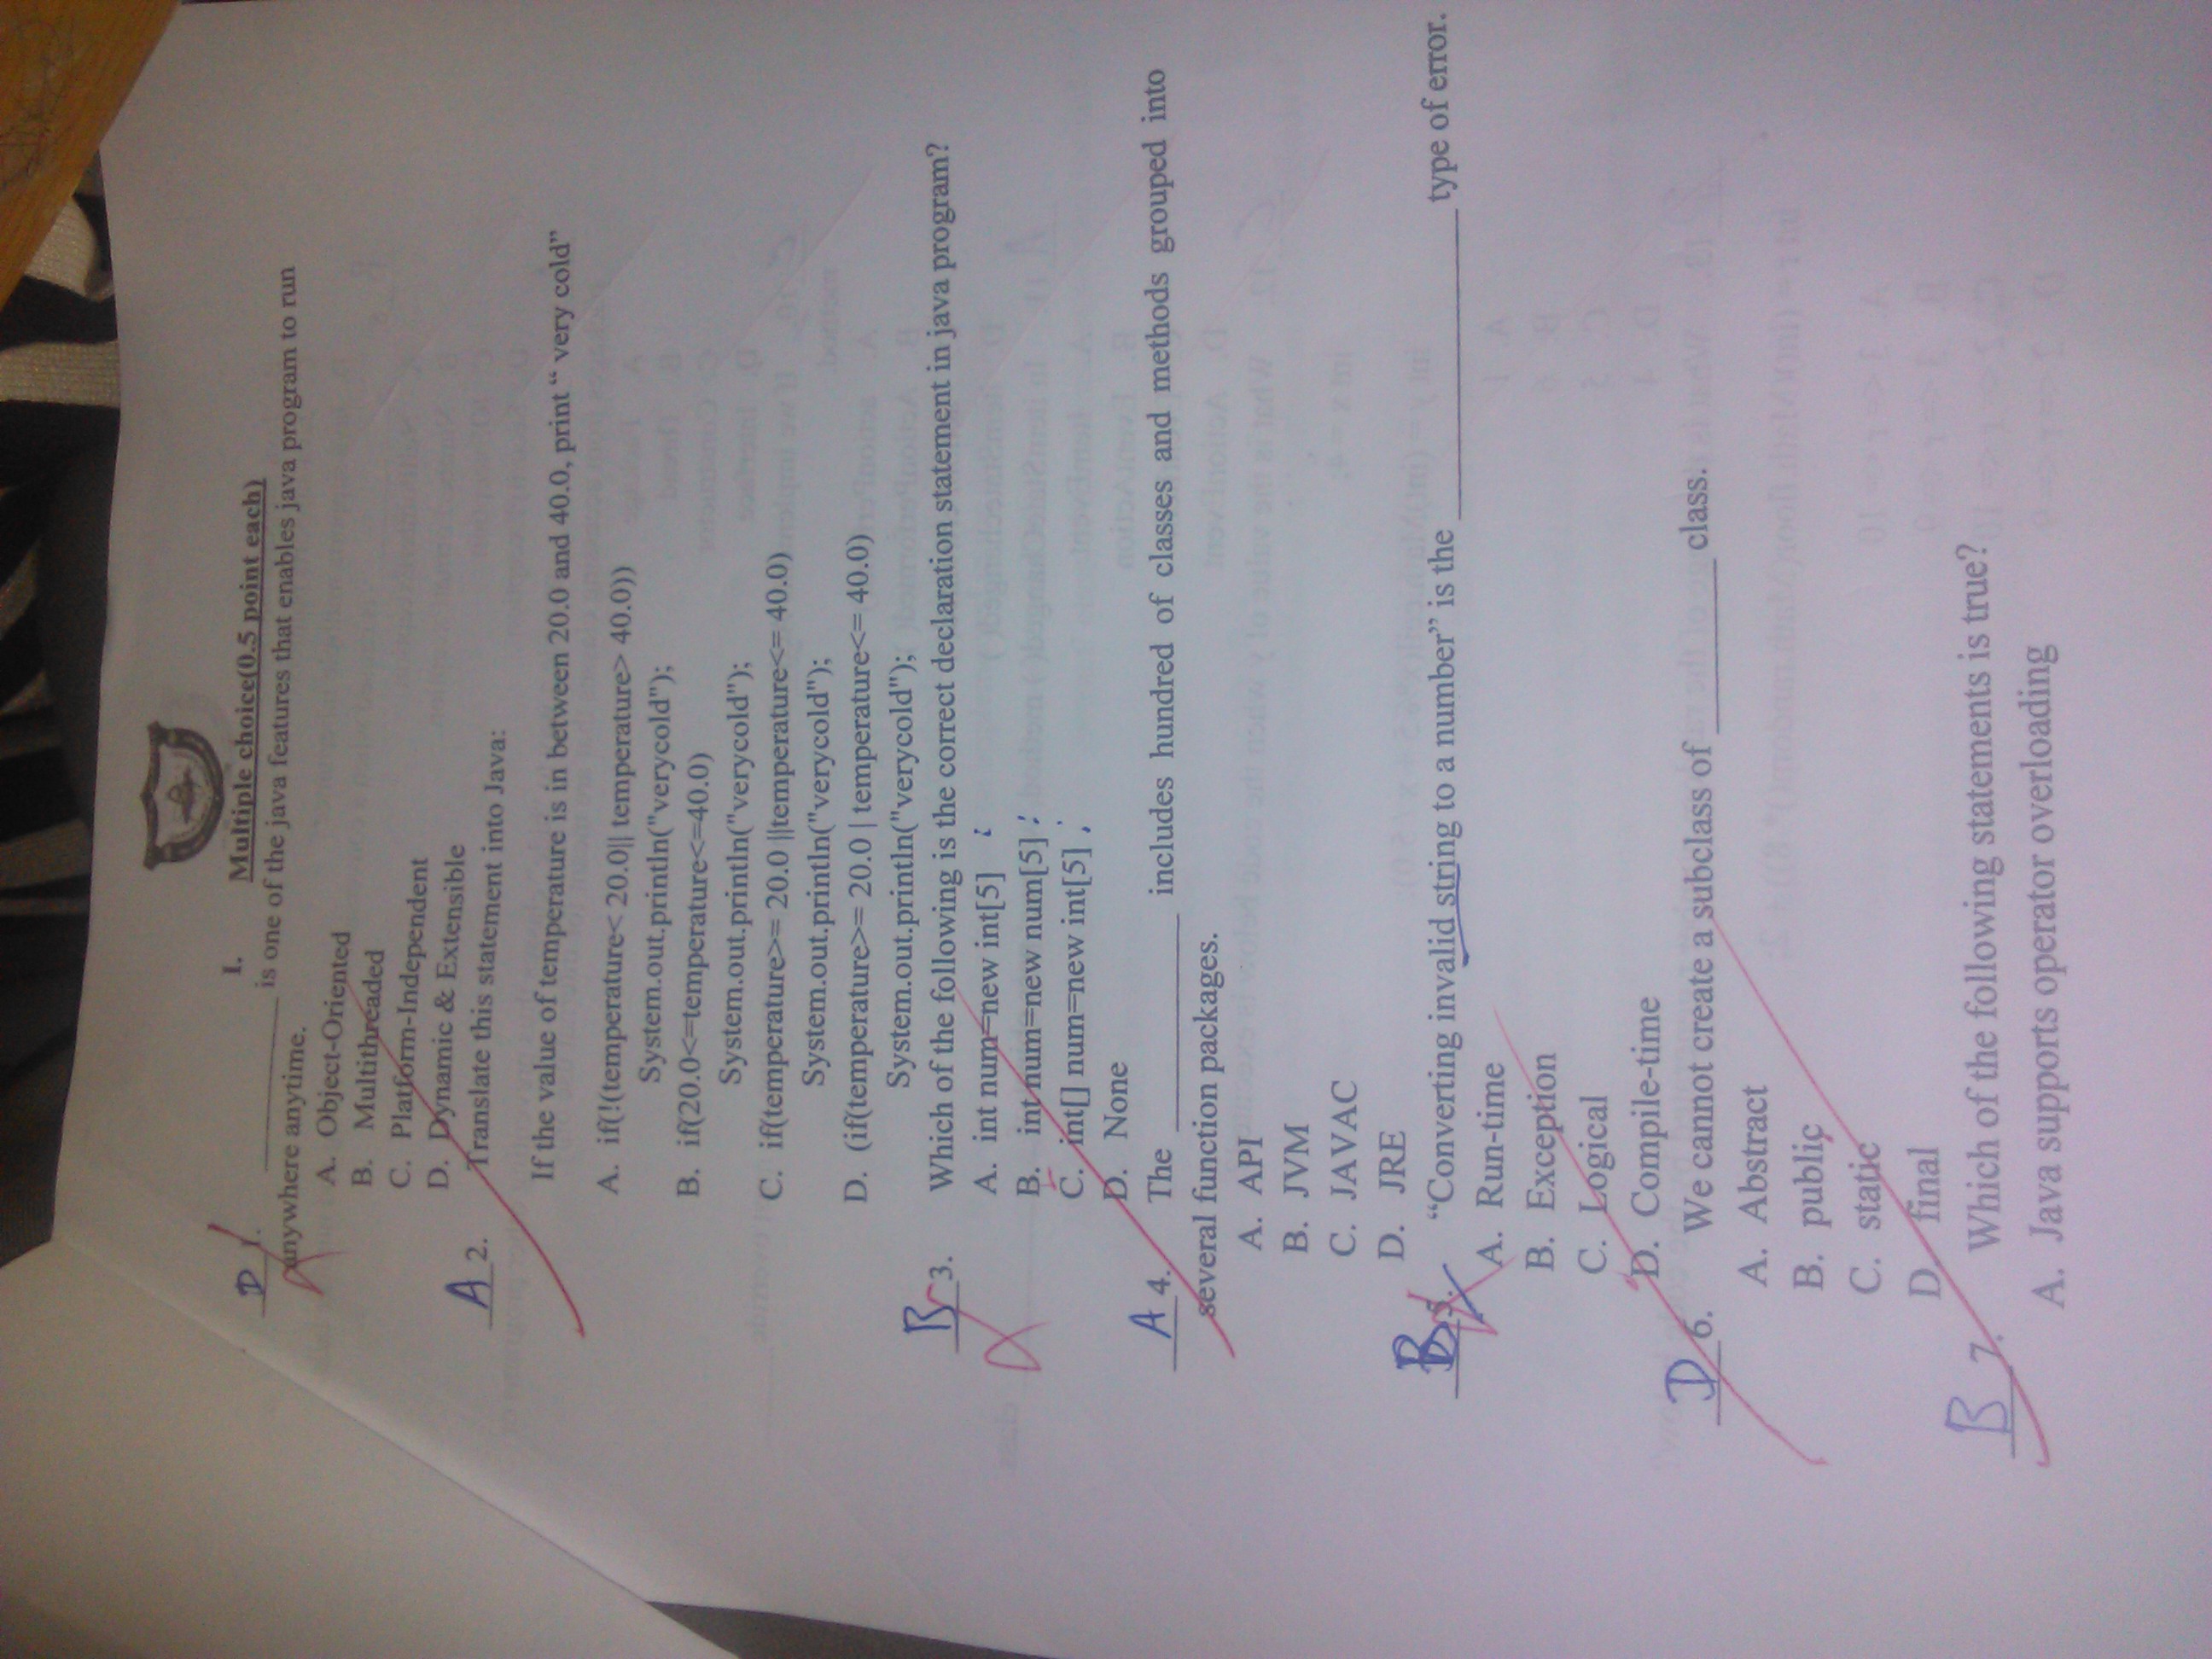 I. Multiple choice(0.5 point each)
D 1. __________ is one of the java features that enables java program to run
anywhere anytime.
A. Object-Oriented
B. Multithreaded
C. Platform-Independent
D. Dynamic & Extensible
A 2. Translate this statement into Java:
If the value of temperature is in between 20.0 and 40.0, print “ very cold”
A. if(!(temperature< 20.0|| temperature> 40.0))
System.out.println("verycold");
B. if(20.0<=temperature<=40.0)
System.out.println("verycold");
C. if(temperature>= 20.0 ||temperature<= 40.0)
System.out.println("verycold");
D. (if(temperature>= 20.0 | temperature<= 40.0)
System.out.println("verycold");
B 3. Which of the following is the correct declaration statement in java program?
A. int num=new int[5] ;
B. int num=new num[5] ;
C. int[] num=new int[5] ;
D. None
A 4. The ____________ includes hundred of classes and methods grouped into
several function packages.
A. API
B. JVM
C. JAVAC
D. JRE
B 5. “Converting invalid string to a number” is the ________________ type of error.
A. Run-time
B. Exception
C. Logical
D. Compile-time
D 6. We cannot create a subclass of _________ class.
A. Abstract
B. public
C. static
D. final
B 7. Which of the following statements is true?
A. Java supports operator overloading